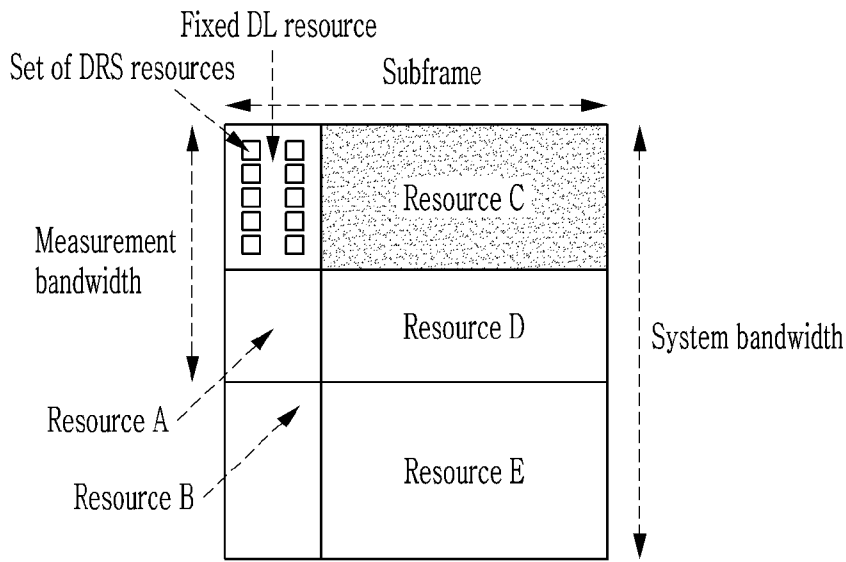 Fixed DL resource
Set of DRS resources
Subframe
Resource C
Measurement
bandwidth
Resource D
System bandwidth
Resource A
Resource E
Resource B